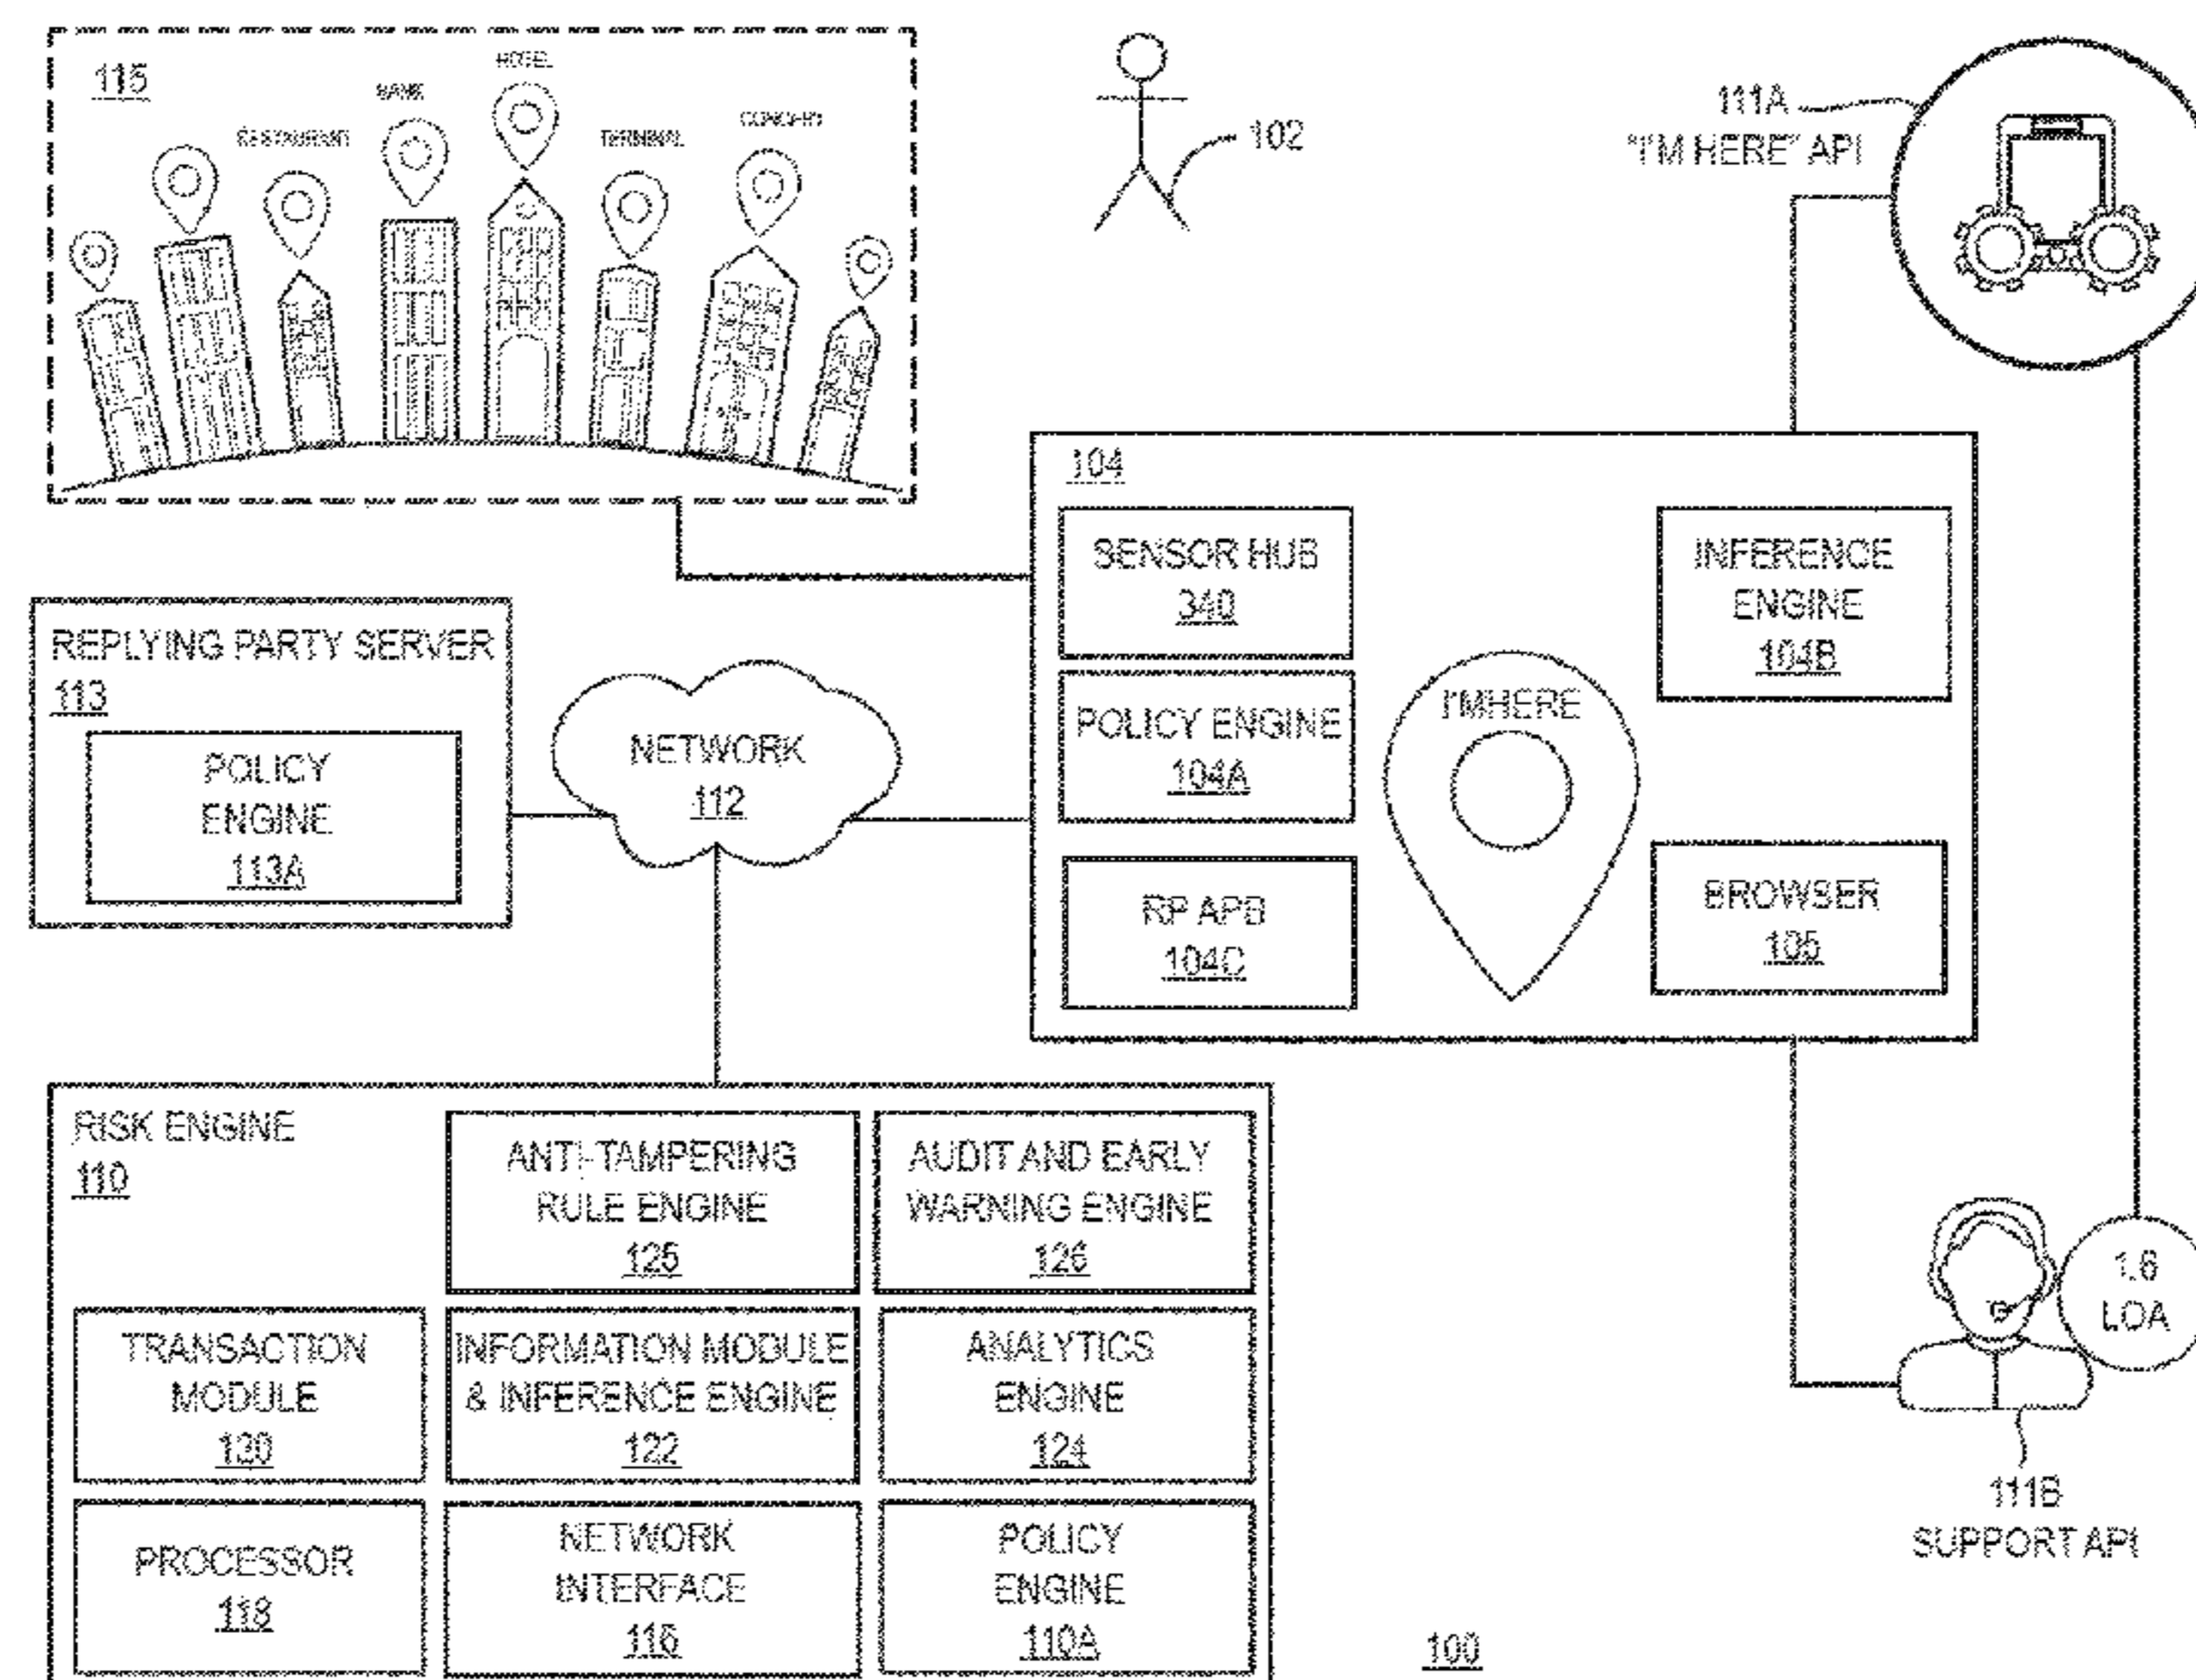 115
HOTEL
BANK
RESTAURANT
TERMINAL
CONCERT
102
111A
"I'M HERE" API
104
SENSOR HUB
340
INFERENCE
ENGINE
104B
POLICY ENGINE
104A
I'MHERE
RP APB
104C
BROWSER
105
REPLYING PARTY SERVER
113
POLICY
ENGINE
113A
NETWORK
112
RISK ENGINE
110
ANTI-TAMPERING
RULE ENGINE
125
AUDIT AND EARLY
WARNING ENGINE
126
TRANSACTION
MODULE
130
INFORMATION MODULE
& INFERENCE ENGINE
122
ANALYTICS
ENGINE
124
PROCESSOR
118
NETWORK
INTERFACE
116
POLICY
ENGINE
110A
1.6
LOA
111B
SUPPORT API
100